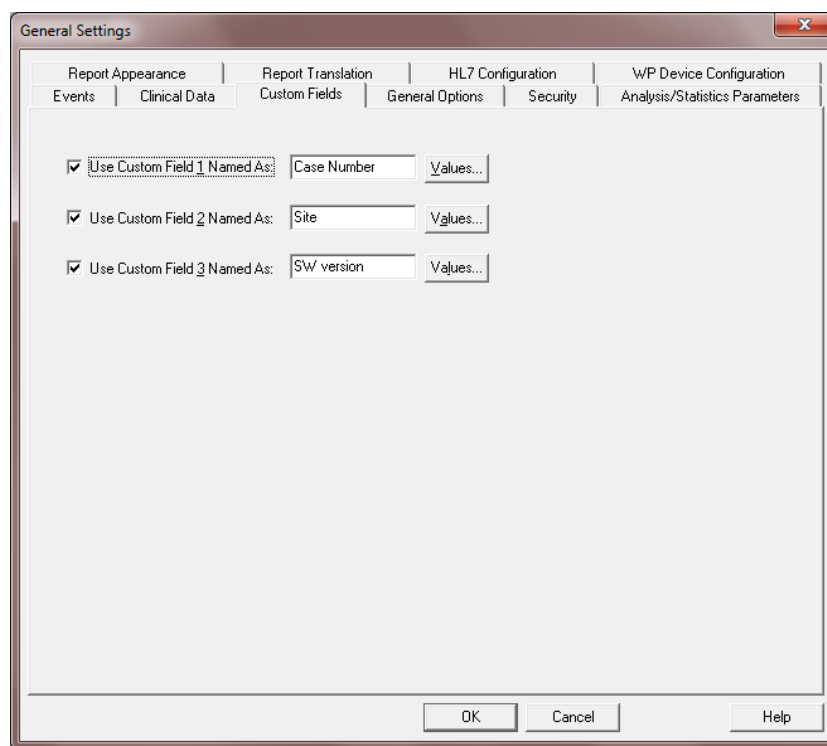 General Settings
Report Appearance Report Translation HL7 Configuration WP Device Configuration
Events Clinical Data Custom Fields General Options Security Analysis/Statistics Parameters
Use Custom Field 1 Named As: Case Number Values...
Use Custom Field 2 Named As: Site Values...
Use Custom Field 3 Named As: SW version Values...
OK Cancel Help